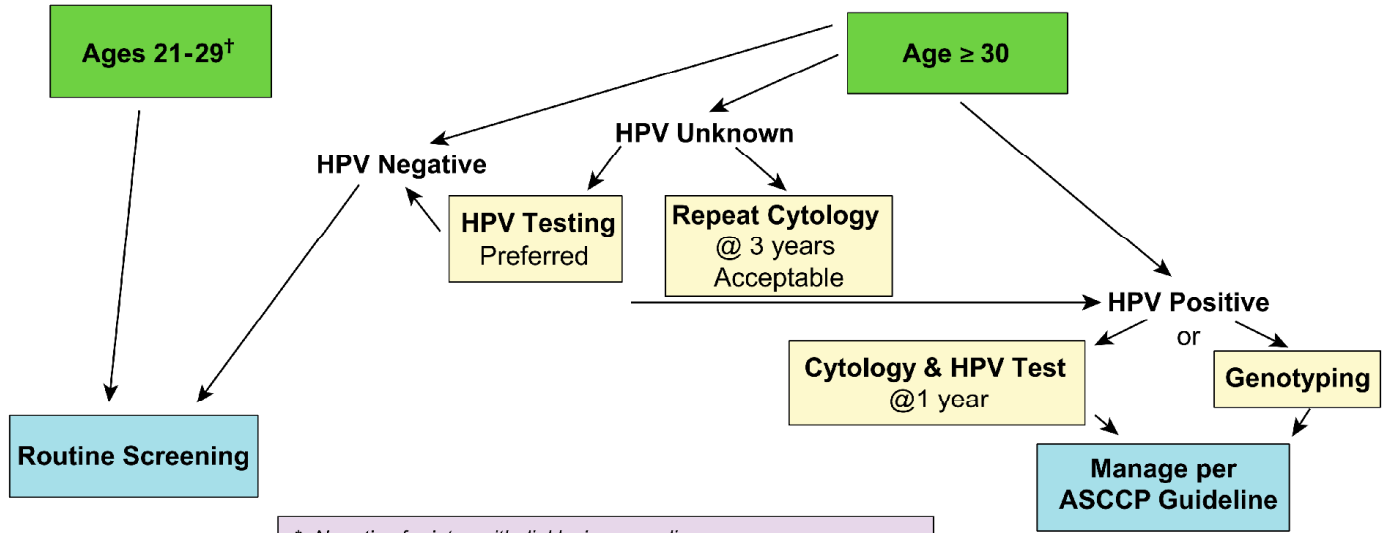 Ages 21-29†
Age ≥ 30
HPV Unknown
HPV Negative
HPV Testing
Preferred
Repeat Cytology
@ 3 years
Acceptable
HPV Positive
or
Cytology & HPV Test
@1 year
Genotyping
Routine Screening
Manage per
ASCCP Guideline